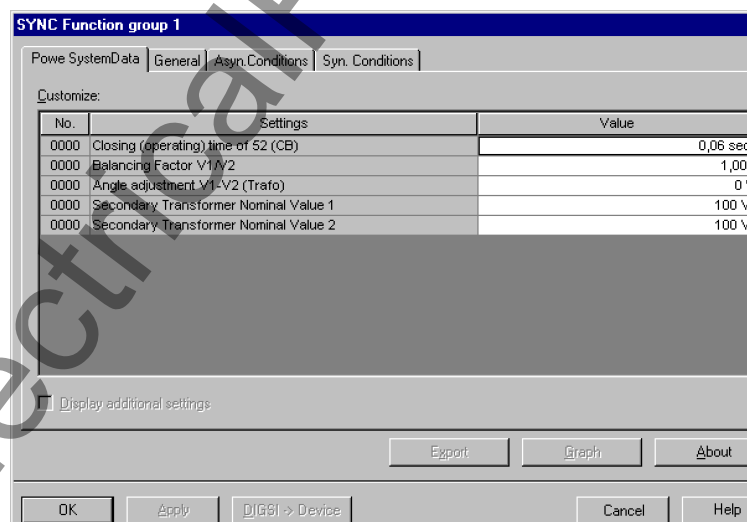 SYNC Function group 1
Powe SystemData General Asyn.Conditions Syn. Conditions
Customize:
No. Settings Value
0000 Closing (operating) time of 52 (CB) 0,06 sec
0000 Balancing Factor V1/V2 1,00
0000 Angle adjustment V1-V2 (Trafo) 0 °
0000 Secondary Transformer Nominal Value 1 100 V
0000 Secondary Transformer Nominal Value 2 100 V
Display additional settings
Export Graph About
OK Apply DIGSI -> Device Cancel Help